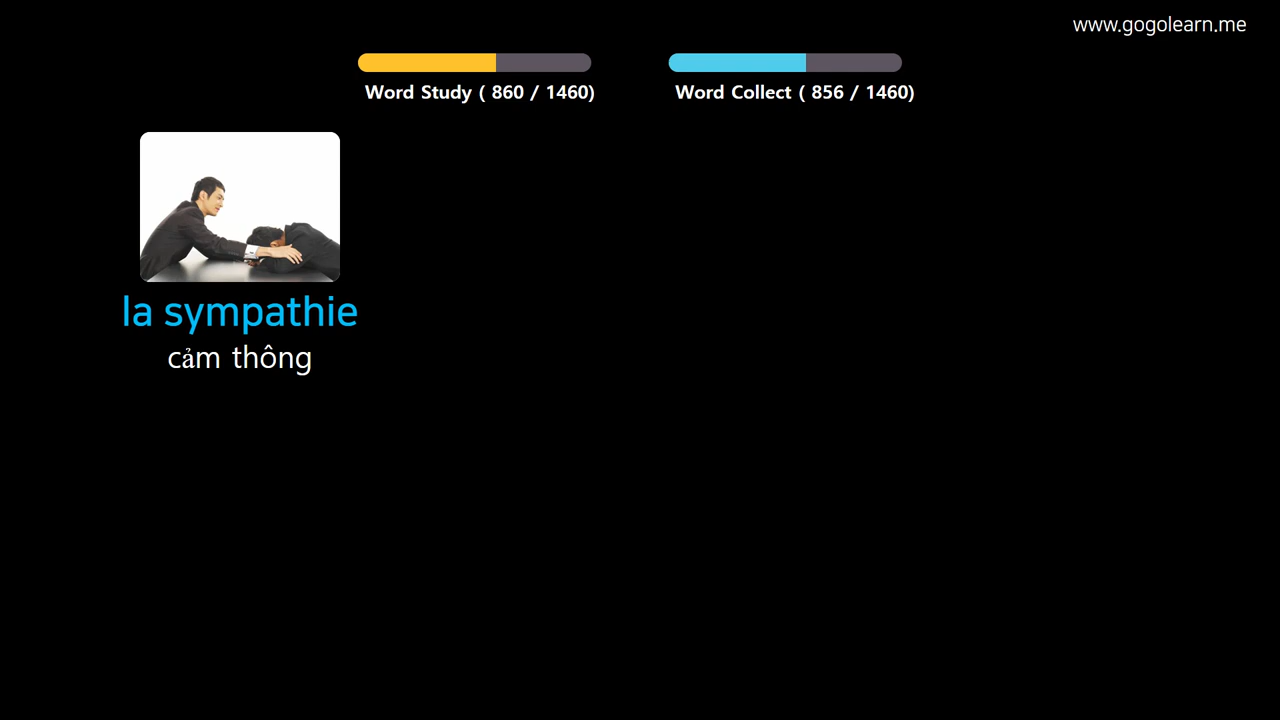 www.gogolearn.me
Word Study ( 860 / 1460)
Word Collect ( 856 / 1460)
la sympathie
cảm thông